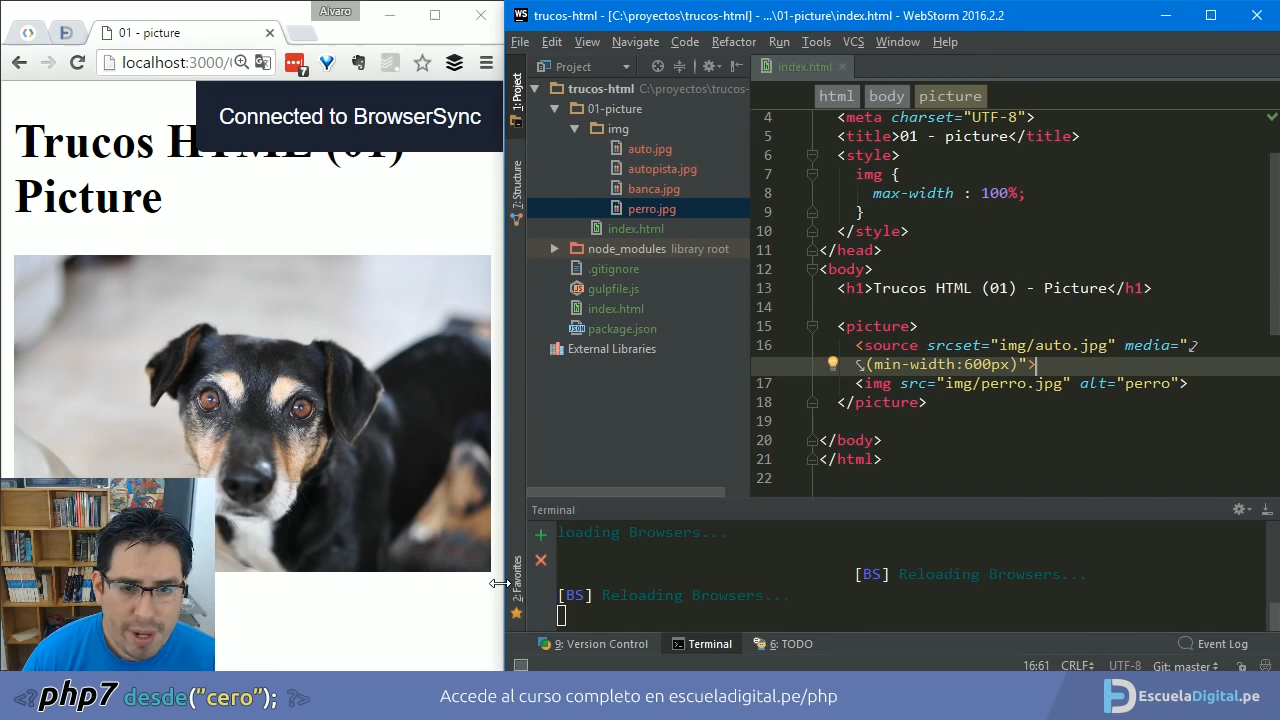 Alvaro
01 - picture
localhost:3000/
7
Connected to BrowserSync
Trucos HTML (01)
Picture
WS trucos-html - [C:\proyectos\trucos-html] - ...\01-picture\index.html - WebStorm 2016.2.2
File Edit View Navigate Code Refactor Run Tools VCS Window Help
1: Project
7: Structure
2: Favorites
Project
trucos-html C:\proyectos\trucos-
01-picture
img
auto.jpg
autopista.jpg
banca.jpg
perro.jpg
index.html
node_modules library root
.gitignore
gulpfile.js
index.html
package.json
External Libraries
index.html
html body picture
4 <meta charset="UTF-8">
5 <title>01 - picture</title>
6 <style>
7 img {
8 max-width : 100%;
9 }
10 </style>
11 </head>
12 <body>
13 <h1>Trucos HTML (01) - Picture</h1>
14
15 <picture>
16 <source srcset="img/auto.jpg" media="
(min-width:600px)">
17 <img src="img/perro.jpg" alt="perro">
18 </picture>
19
20 </body>
21 </html>
22
Terminal
loading Browsers...
[BS] Reloading Browsers...
[BS] Reloading Browsers...
9: Version Control Terminal 6: TODO Event Log
16:61 CRLF UTF-8 Git: master
<?php7 desde("cero"); ?>
Accede al curso completo en escueladigital.pe/php
EscuelaDigital.pe